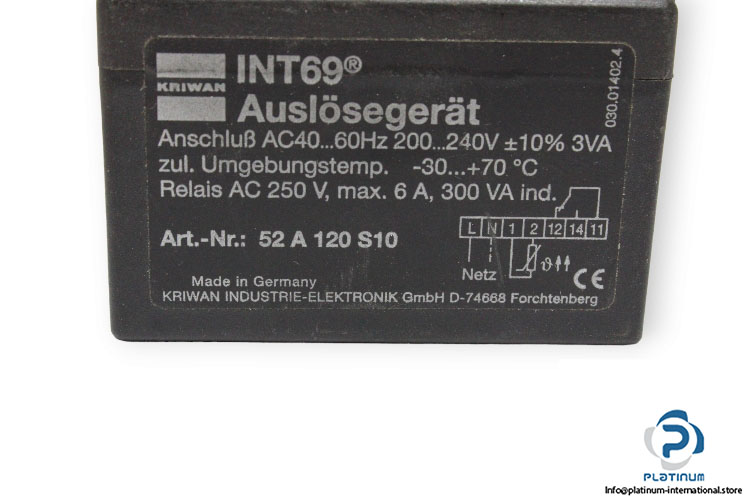 KRIWAN
INT69®
Auslösegerät
030.01402.4
Anschluß AC40...60Hz 200...240V ±10% 3VA
zul. Umgebungstemp. -30...+70 °C
Relais AC 250 V, max. 6 A, 300 VA ind.
Art.-Nr.: 52 A 120 S10
L N 1 2 12 14 11
Netz
ϑ
CE
Made in Germany
KRIWAN INDUSTRIE-ELEKTRONIK GmbH D-74668 Forchtenberg
PLATINUM
Info@platinum-international.store